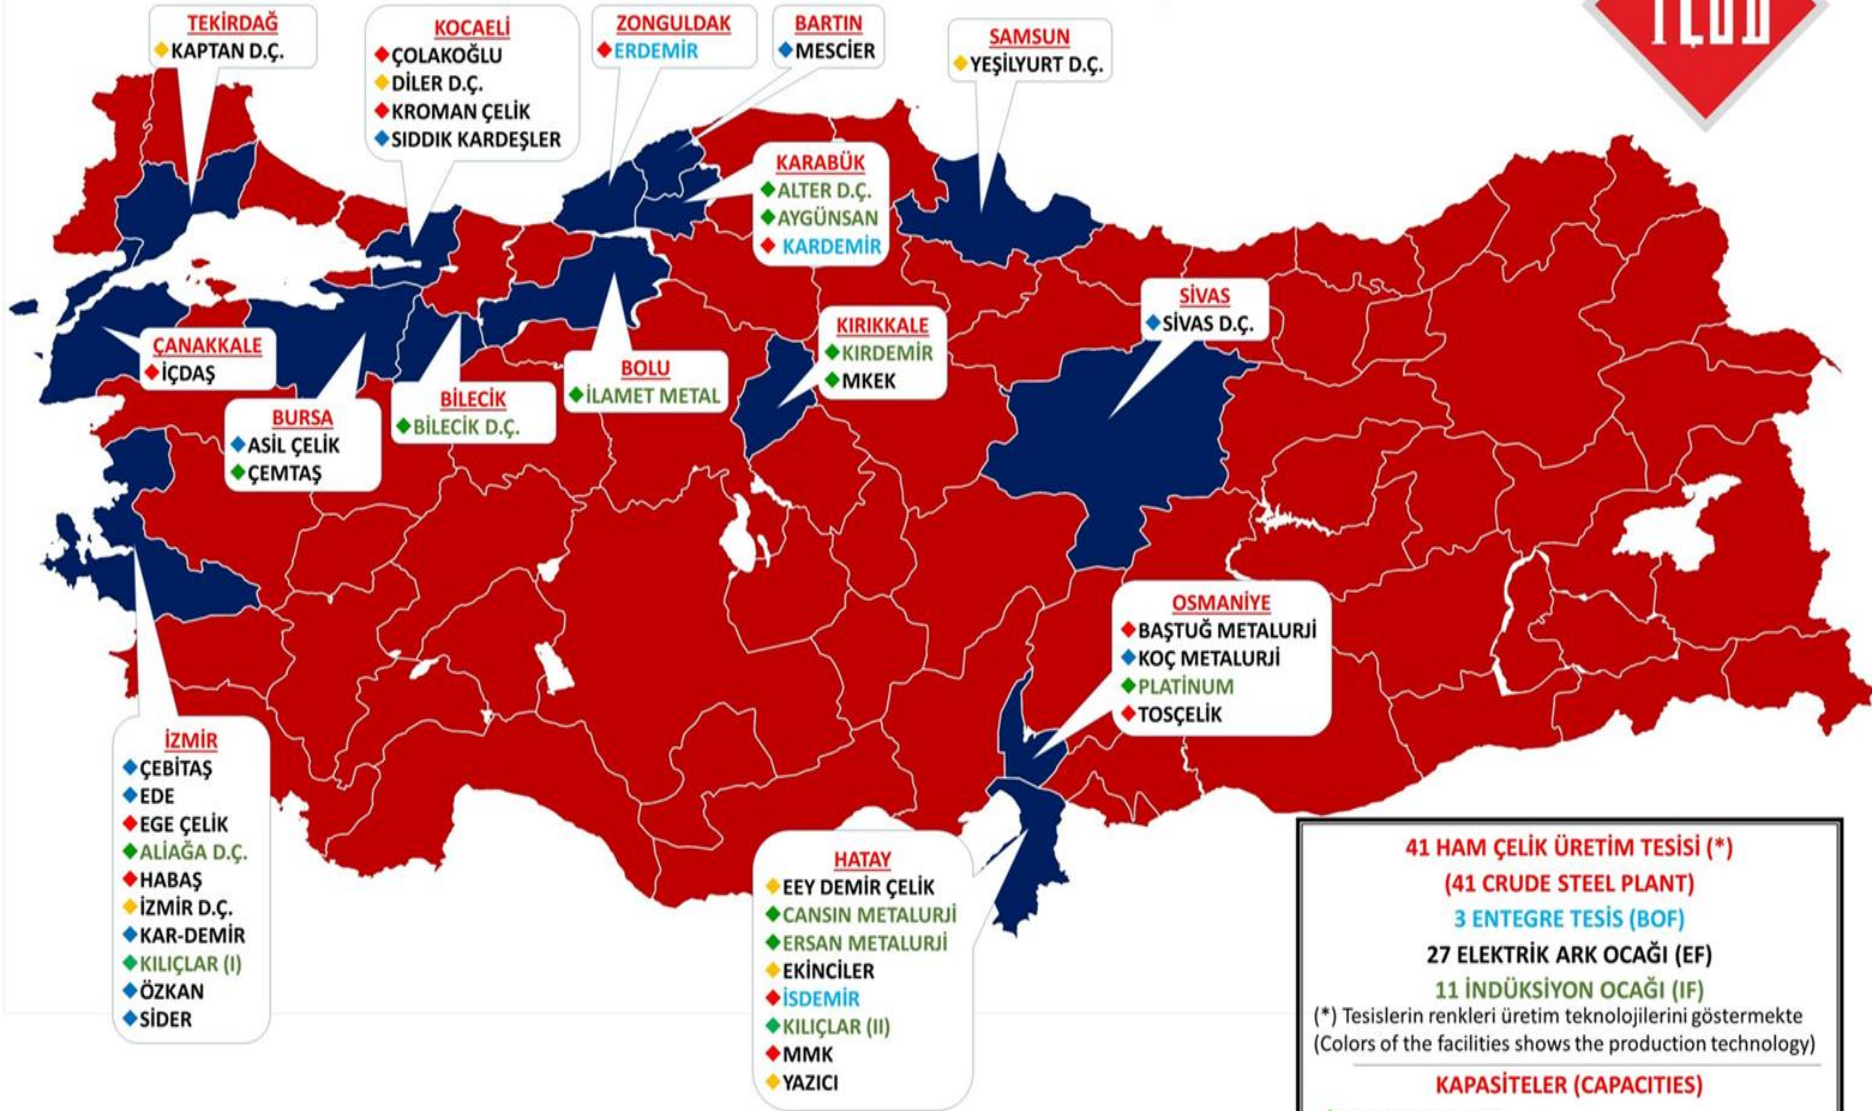 TÇÜD
TEKİRDAĞ
KAPTAN D.Ç.
KOCAELİ
ÇOLAKOĞLU
DİLER D.Ç.
KROMAN ÇELİK
SIDDIK KARDEŞLER
ZONGULDAK
ERDEMİR
BARTIN
MESCİER
SAMSUN
YEŞİLYURT D.Ç.
KARABÜK
ALTER D.Ç.
AYGÜNSAN
KARDEMİR
ÇANAKKALE
İÇDAŞ
BURSA
ASİL ÇELİK
ÇEMTAŞ
BİLECİK
BİLECİK D.Ç.
BOLU
İLAMET METAL
KIRIKKALE
KIRDEMİR
MKEK
SİVAS
SİVAS D.Ç.
OSMANİYE
BAŞTUĞ METALURJİ
KOÇ METALURJİ
PLATİNUM
TOSÇELİK
İZMİR
ÇEBİTAŞ
EDE
EGE ÇELİK
ALİAĞA D.Ç.
HABAŞ
İZMİR D.Ç.
KAR-DEMİR
KILIÇLAR (I)
ÖZKAN
SİDER
HATAY
EEY DEMİR ÇELİK
CANSIN METALURJİ
ERSAN METALURJİ
EKİNCİLER
İSDEMİR
KILIÇLAR (II)
MMK
YAZICI
41 HAM ÇELİK ÜRETİM TESİSİ (*)
(41 CRUDE STEEL PLANT)
3 ENTEGRE TESİS (BOF)
27 ELEKTRİK ARK OCAĞI (EF)
11 İNDÜKSİYON OCAĞI (IF)
(*) Tesislerin renkleri üretim teknolojilerini göstermekte
(Colors of the facilities shows the production technology)
KAPASİTELER (CAPACITIES)